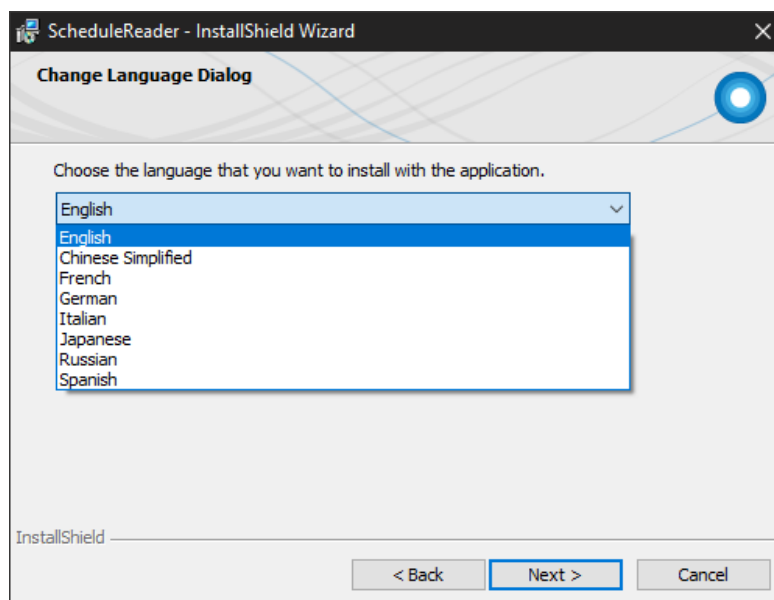 ScheduleReader - InstallShield Wizard
Change Language Dialog
Choose the language that you want to install with the application.
English
English
Chinese Simplified
French
German
Italian
Japanese
Russian
Spanish
InstallShield
< Back Next > Cancel